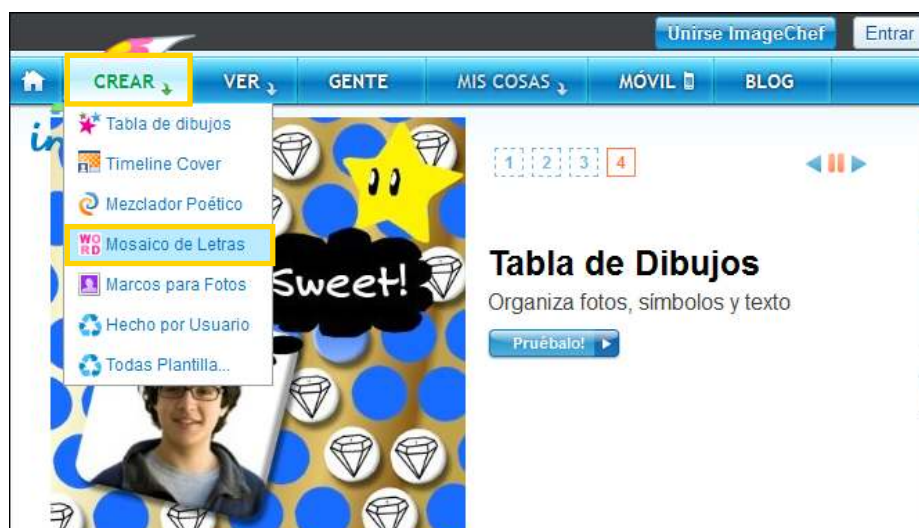 Unirse ImageChef Entrar
CREAR VER GENTE MIS COSAS MÓVIL BLOG
Tabla de dibujos
Timeline Cover
Mezclador Poético
WORD Mosaico de Letras
Marcos para Fotos
Hecho por Usuario
Todas Plantilla...
Sweet!
1 2 3 4
Tabla de Dibujos
Organiza fotos, símbolos y texto
Pruébalo!